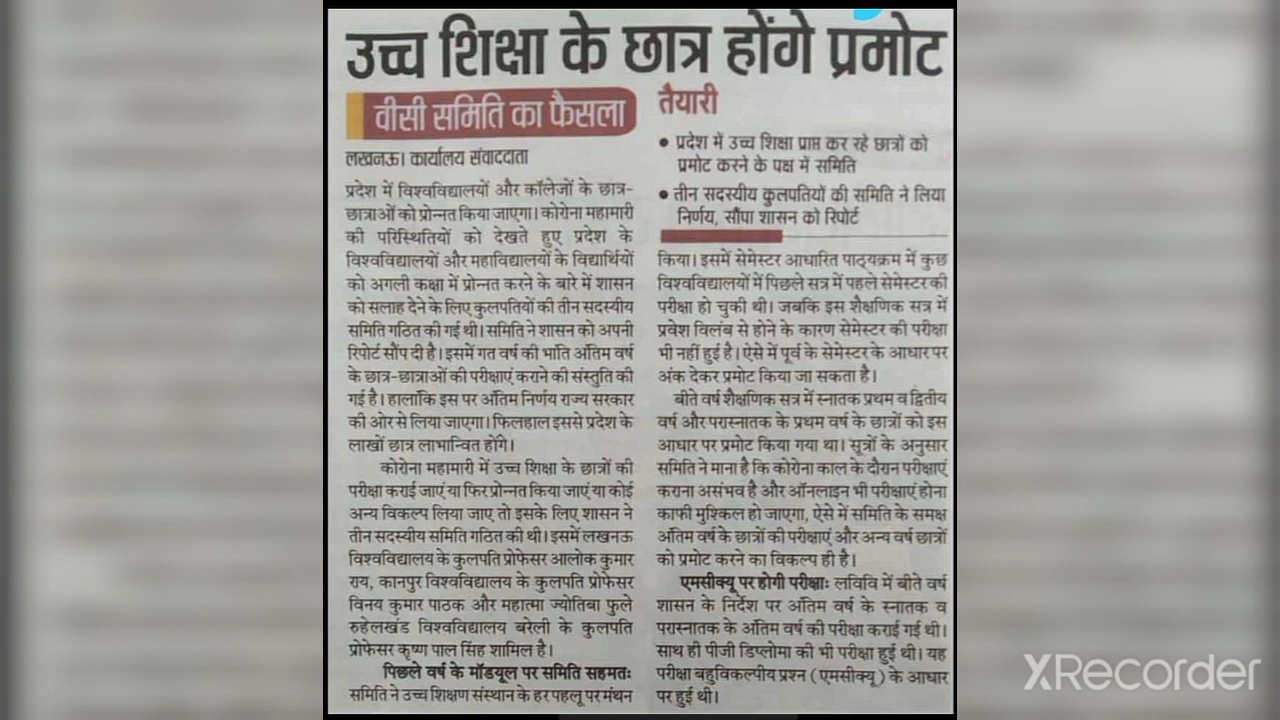 उच्च शिक्षा के छात्र होंगे प्रमोट
वीसी समिति का फैसला
लखनऊ। कार्यालय संवाददाता
प्रदेश में विश्वविद्यालयों और कॉलेजों के छात्र-
छात्राओं को प्रोन्नत किया जाएगा। कोरोना महामारी
की परिस्थितियों को देखते हुए प्रदेश के
विश्वविद्यालयों और महाविद्यालयों के विद्यार्थियों
को अगली कक्षा में प्रोन्नत करने के बारे में शासन
को सलाह देने के लिए कुलपतियों की तीन सदस्यीय
समिति गठित की गई थी। समिति ने शासन को अपनी
रिपोर्ट सौंप दी है। इसमें गत वर्ष की भांति अंतिम वर्ष
के छात्र-छात्राओं की परीक्षाएं कराने की संस्तुति की
गई है। हालांकि इस पर अंतिम निर्णय राज्य सरकार
की ओर से लिया जाएगा। फिलहाल इससे प्रदेश के
लाखों छात्र लाभान्वित होंगे।
कोरोना महामारी में उच्च शिक्षा के छात्रों की
परीक्षा कराई जाएं या फिर प्रोन्नत किया जाएं या कोई
अन्य विकल्प लिया जाए तो इसके लिए शासन ने
तीन सदस्यीय समिति गठित की थी। इसमें लखनऊ
विश्वविद्यालय के कुलपति प्रोफेसर आलोक कुमार
राय, कानपुर विश्वविद्यालय के कुलपति प्रोफेसर
विनय कुमार पाठक और महात्मा ज्योतिबा फुले
रुहेलखंड विश्वविद्यालय बरेली के कुलपति
प्रोफेसर कृष्ण पाल सिंह शामिल है।
पिछले वर्ष के मॉडयूल पर समिति सहमतः
समिति ने उच्च शिक्षण संस्थान के हर पहलू पर मंथन
तैयारी
• प्रदेश में उच्च शिक्षा प्राप्त कर रहे छात्रों को
प्रमोट करने के पक्ष में समिति
• तीन सदस्यीय कुलपतियों की समिति ने लिया
निर्णय, सौंपा शासन को रिपोर्ट
किया। इसमें सेमेस्टर आधारित पाठ्यक्रम में कुछ
विश्वविद्यालयों में पिछले सत्र में पहले सेमेस्टर की
परीक्षा हो चुकी थी। जबकि इस शैक्षणिक सत्र में
प्रवेश विलंब से होने के कारण सेमेस्टर की परीक्षा
भी नहीं हुई है। ऐसे में पूर्व के सेमेस्टर के आधार पर
अंक देकर प्रमोट किया जा सकता है।
बीते वर्ष शैक्षणिक सत्र में स्नातक प्रथम व द्वितीय
वर्ष और परास्नातक के प्रथम वर्ष के छात्रों को इस
आधार पर प्रमोट किया गया था। सूत्रों के अनुसार
समिति ने माना है कि कोरोना काल के दौरान परीक्षाएं
कराना असंभव है और ऑनलाइन भी परीक्षाएं होना
काफी मुश्किल हो जाएगा, ऐसे में समिति के समक्ष
अंतिम वर्ष के छात्रों की परीक्षाएं और अन्य वर्ष छात्रों
को प्रमोट करने का विकल्प ही है।
एमसीक्यू पर होगी परीक्षाः लविवि में बीते वर्ष
शासन के निर्देश पर अंतिम वर्ष के स्नातक व
परास्नातक के अंतिम वर्ष की परीक्षा कराई गई थी।
साथ ही पीजी डिप्लोमा की भी परीक्षा हुई थी। यह
परीक्षा बहुविकल्पीय प्रश्न (एमसीक्यू) के आधार
पर हुई थी।
XRecorder